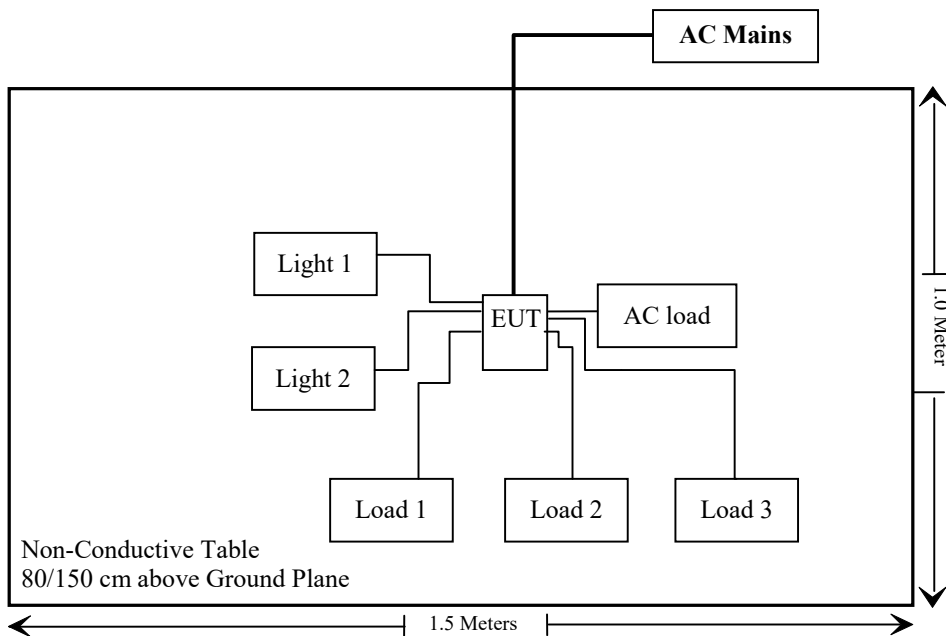 AC Mains
Light 1
EUT
AC load
Light 2
1.0 Meter
Load 1
Load 2
Load 3
Non-Conductive Table
80/150 cm above Ground Plane
1.5 Meters